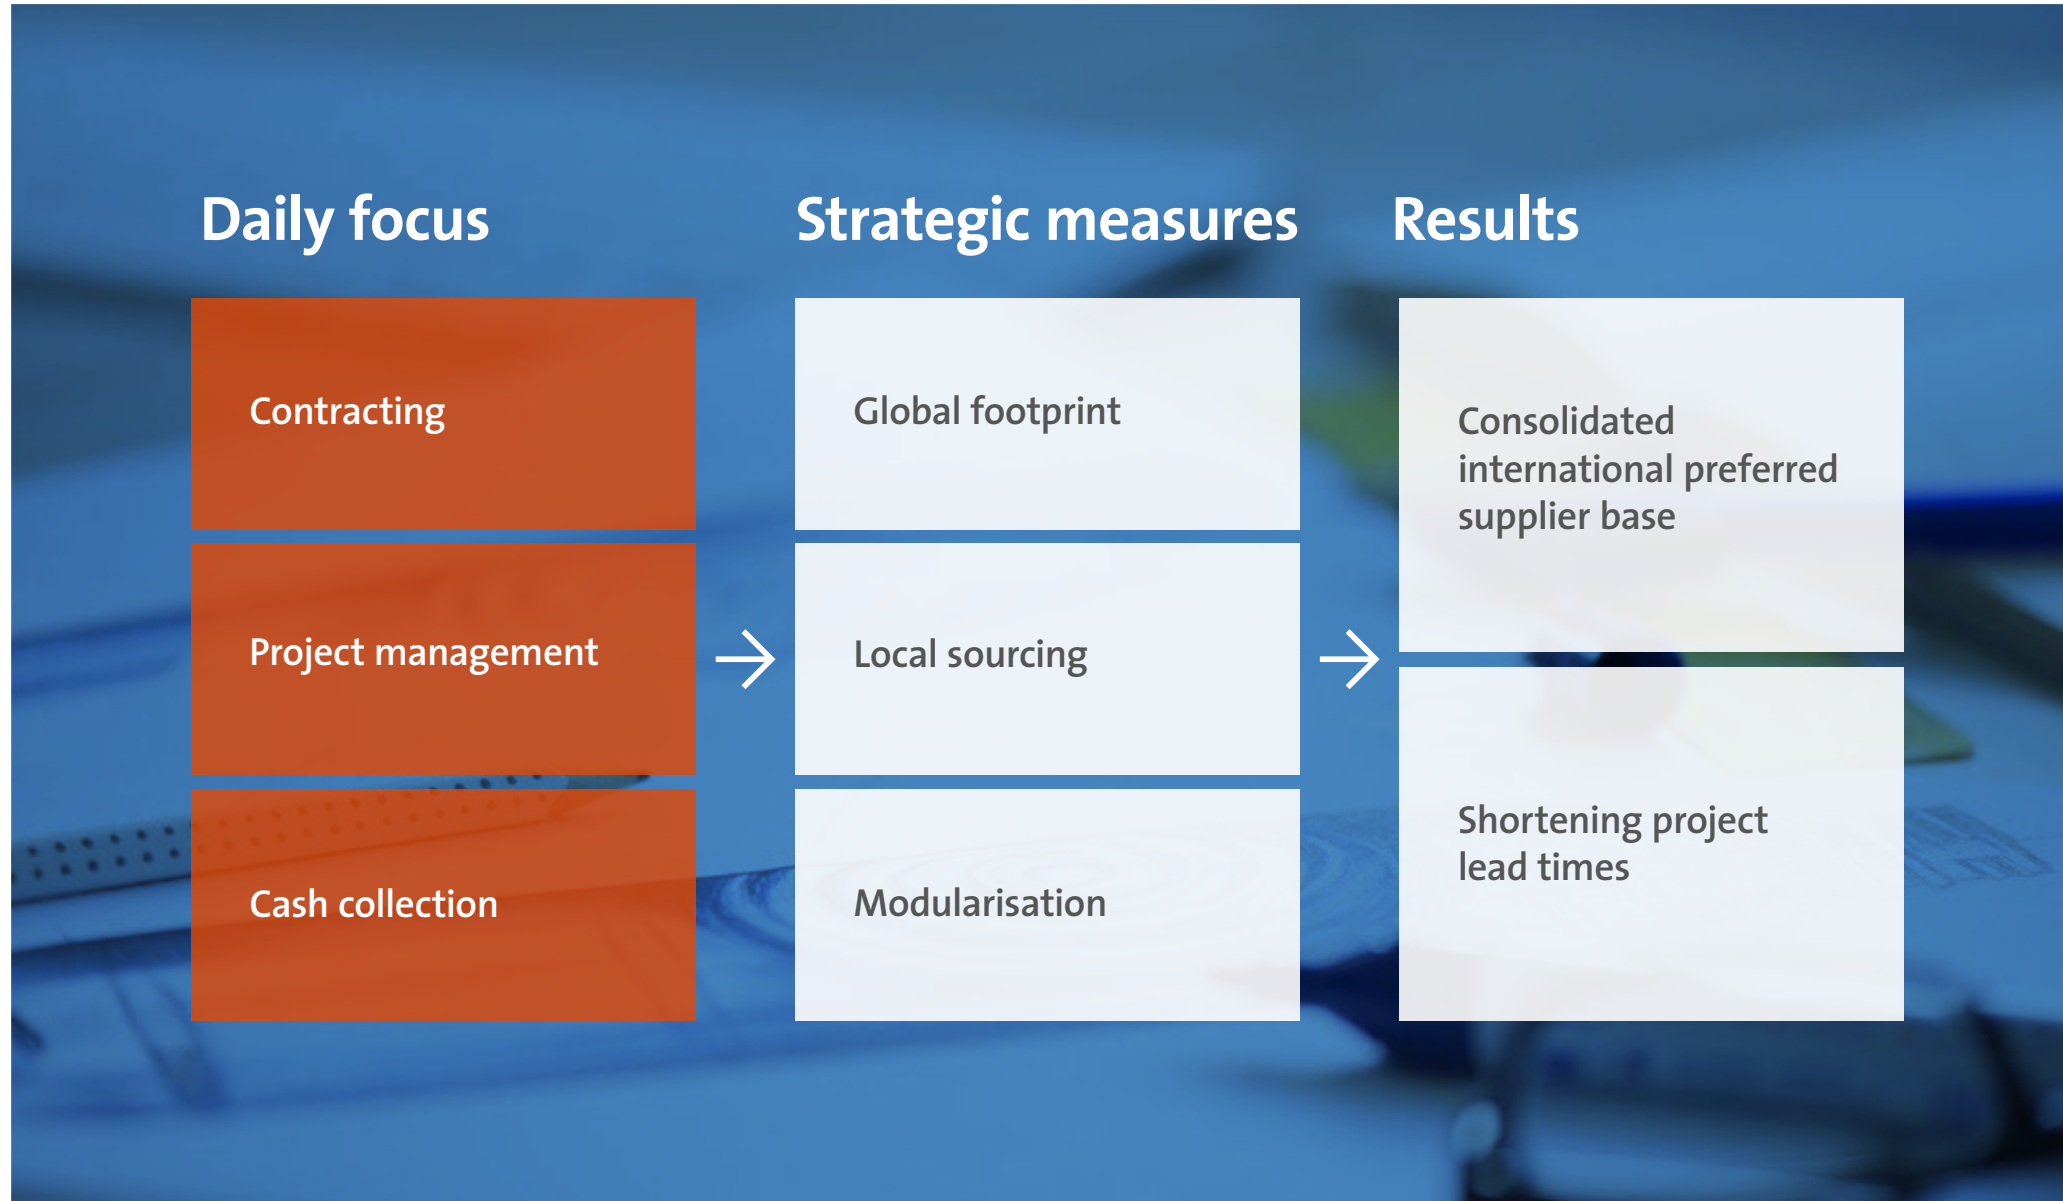 Daily focus
Contracting
Project management
Cash collection
Strategic measures
Global footprint
Local sourcing
Modularisation
Results
Consolidated
international preferred
supplier base
Shortening project
lead times